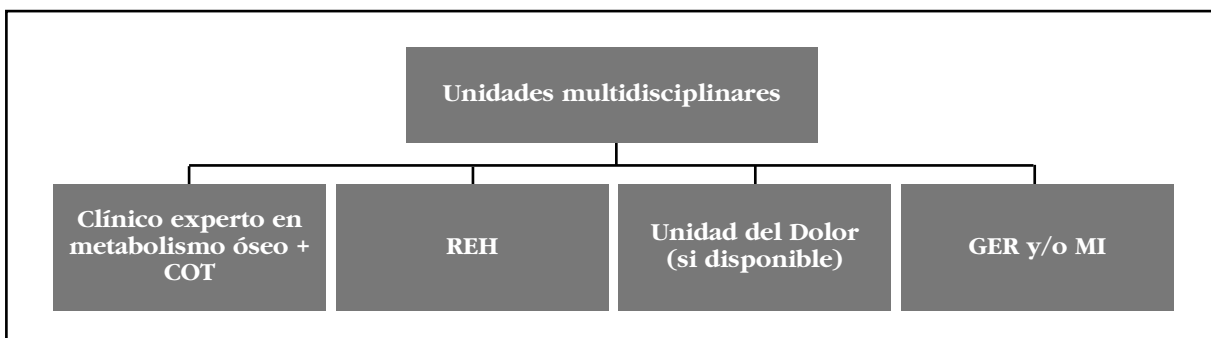 Unidades multidisciplinares
Clínico experto en
metabolismo óseo +
COT
REH
Unidad del Dolor
(si disponible)
GER y/o MI